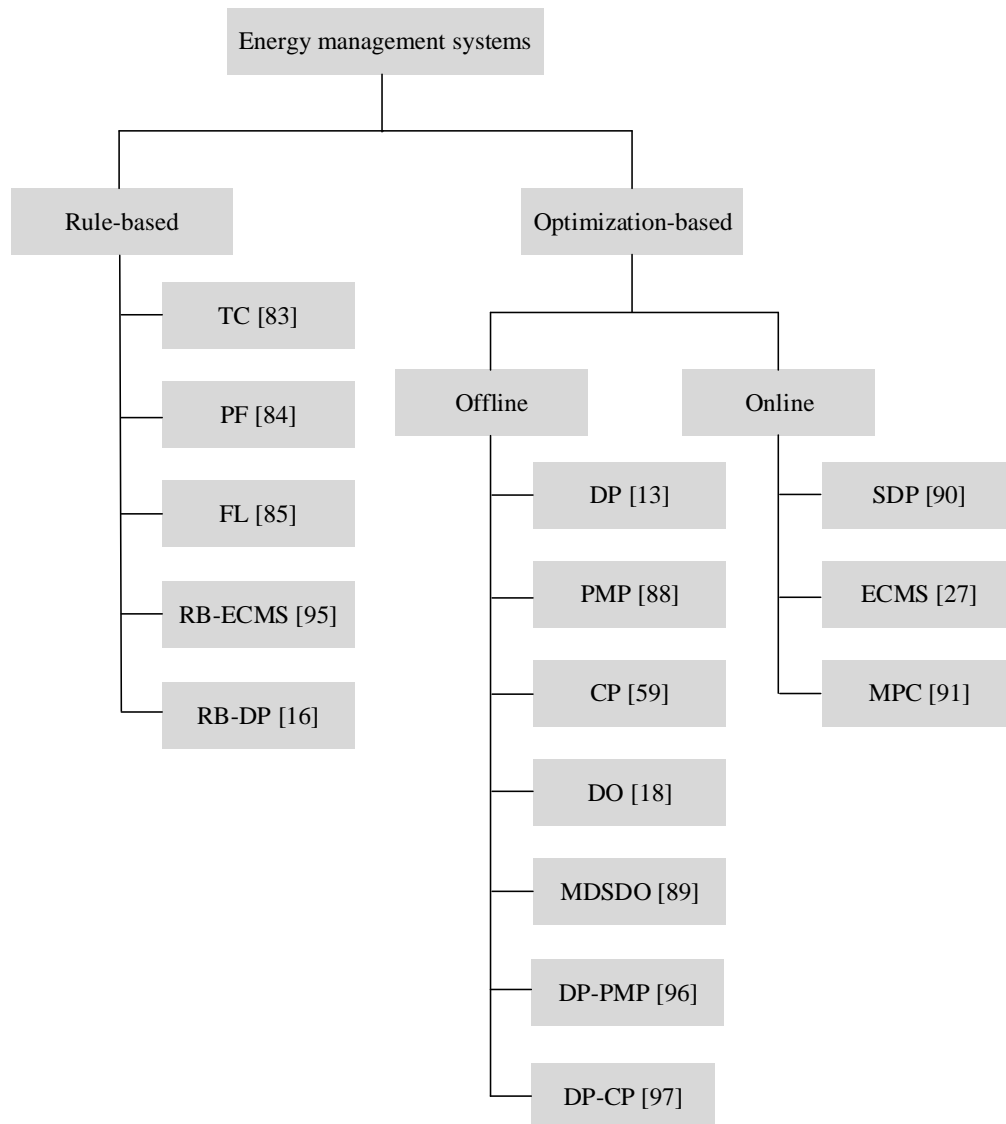 Energy management systems
Rule-based
Optimization-based
TC [83]
PF [84]
FL [85]
RB-ECMS [95]
RB-DP [16]
Offline
Online
DP [13]
PMP [88]
CP [59]
DO [18]
MDSDO [89]
DP-PMP [96]
DP-CP [97]
SDP [90]
ECMS [27]
MPC [91]